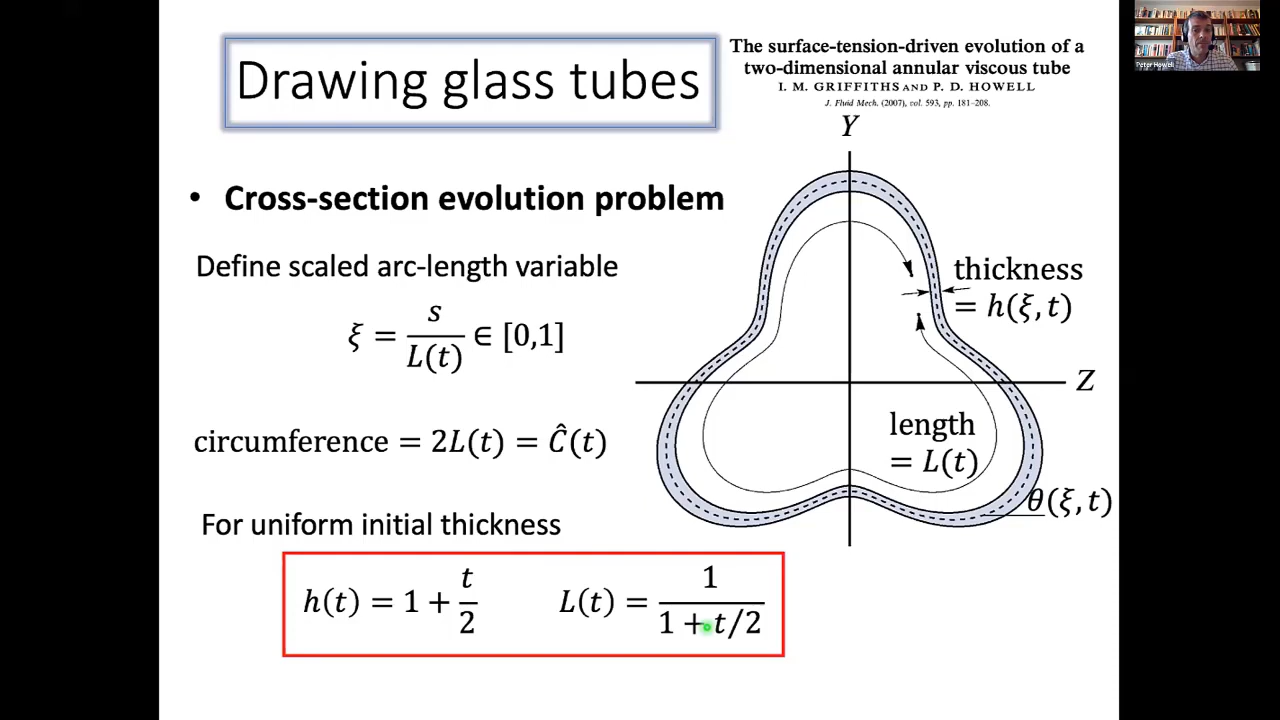 Drawing glass tubes
The surface-tension-driven evolution of a
two-dimensional annular viscous tube
I. M. GRIFFITHS AND P. D. HOWELL
J. Fluid Mech. (2007), vol. 593, pp. 181–208.
Peter Howell
• Cross-section evolution problem
Define scaled arc-length variable
ξ = s / L(t) ∈ [0,1]
circumference = 2L(t) = Ĉ(t)
For uniform initial thickness
h(t) = 1 + t/2
L(t) = 1 / (1 + t/2)
Y
thickness
= h(ξ, t)
Z
length
= L(t)
θ(ξ, t)